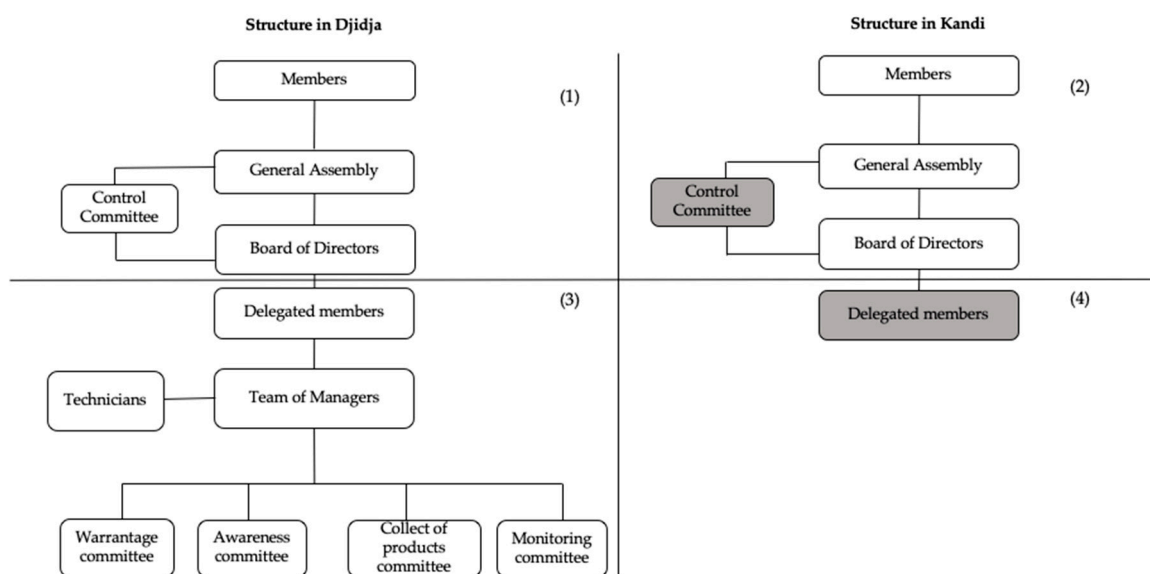 Structure in Djidja
Members
(1)
General Assembly
Control
Committee
Board of Directors
Structure in Kandi
Members
(2)
General Assembly
Control
Committee
Board of Directors
Delegated members
(3)
Technicians
Team of Managers
Warrantage
committee
Awareness
committee
Collect of
products
committee
Monitoring
committee
Delegated members
(4)